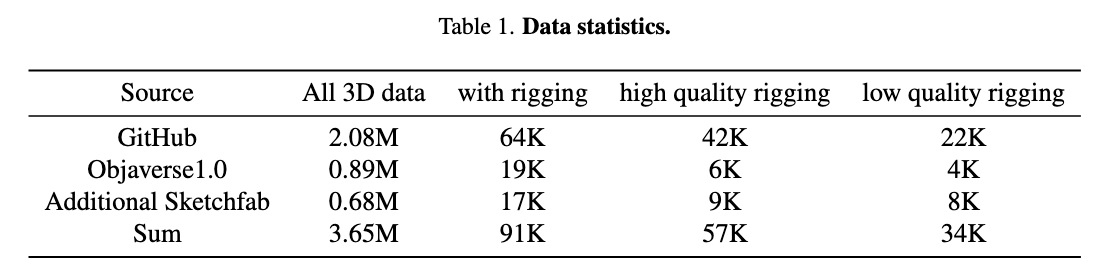 Table 1. Data statistics.
Source All 3D data with rigging high quality rigging low quality rigging
GitHub 2.08M 64K 42K 22K
Objaverse1.0 0.89M 19K 6K 4K
Additional Sketchfab 0.68M 17K 9K 8K
Sum 3.65M 91K 57K 34K